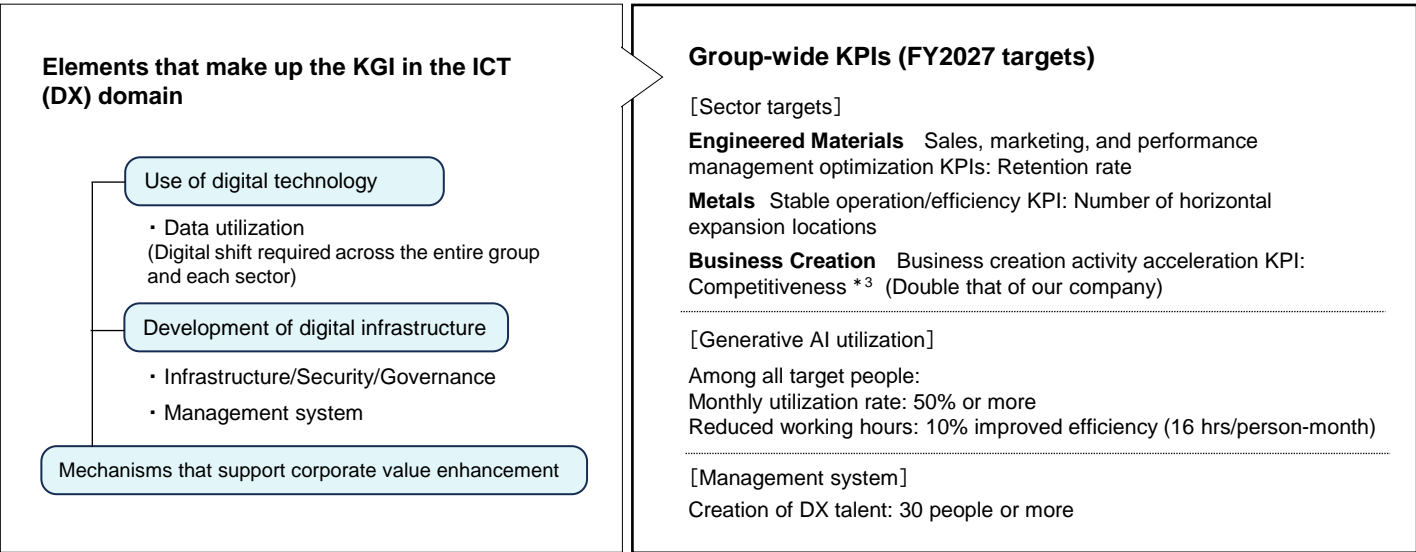 Elements that make up the KGI in the ICT
(DX) domain
Use of digital technology
・Data utilization
(Digital shift required across the entire group
and each sector)
Development of digital infrastructure
・Infrastructure/Security/Governance
・Management system
Mechanisms that support corporate value enhancement
Group-wide KPIs (FY2027 targets)
［Sector targets］
Engineered Materials Sales, marketing, and performance
management optimization KPIs: Retention rate
Metals Stable operation/efficiency KPI: Number of horizontal
expansion locations
Business Creation Business creation activity acceleration KPI:
Competitiveness *3 (Double that of our company)
［Generative AI utilization］
Among all target people:
Monthly utilization rate: 50% or more
Reduced working hours: 10% improved efficiency (16 hrs/person-month)
［Management system］
Creation of DX talent: 30 people or more